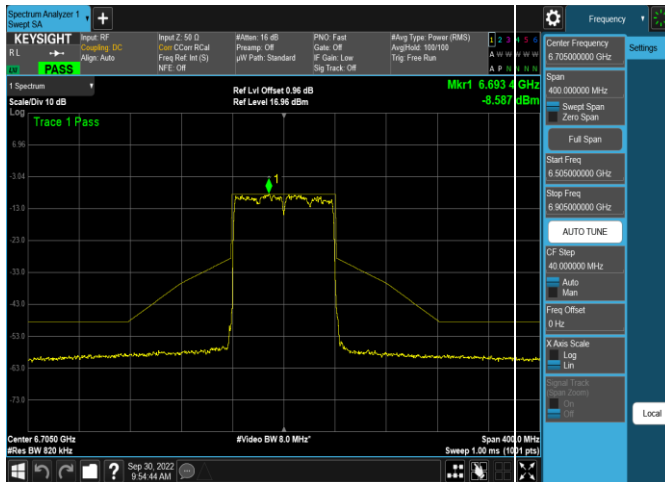 Spectrum Analyzer 1
Swept SA
Frequency
KEYSIGHT
R L
PASS
Input: RF
Coupling: DC
Align: Auto
Input Z: 50 Ω
Corr CCorr RCal
Freq Ref: Int (S)
NFE: Off
#Atten: 16 dB
Preamp: Off
µW Path: Standard
PNO: Fast
Gate: Off
IF Gain: Low
Sig Track: Off
#Avg Type: Power (RMS)
Avg|Hold: 100/100
Trig: Free Run
1 2 3 4 5 6
A W W W W W
A P N N N N
1 Spectrum
Scale/Div 10 dB
Ref Lvl Offset 0.96 dB
Ref Level 16.96 dBm
Mkr1 6.693 4 GHz
-8.587 dBm
Log
Trace 1 Pass
1
6.96
-3.04
-13.0
-23.0
-33.0
-43.0
-53.0
-63.0
-73.0
Center 6.7050 GHz
#Res BW 820 kHz
#Video BW 8.0 MHz*
Span 400.0 MHz
Sweep 1.00 ms (1001 pts)
Sep 30, 2022
9:54:44 AM
Center Frequency
6.705000000 GHz
Settings
Span
400.000000 MHz
Swept Span
Zero Span
Full Span
Start Freq
6.505000000 GHz
Stop Freq
6.905000000 GHz
AUTO TUNE
CF Step
40.000000 MHz
Auto
Man
Freq Offset
0 Hz
X Axis Scale
Log
Lin
Signal Track
(Span Zoom)
On
Off
Local